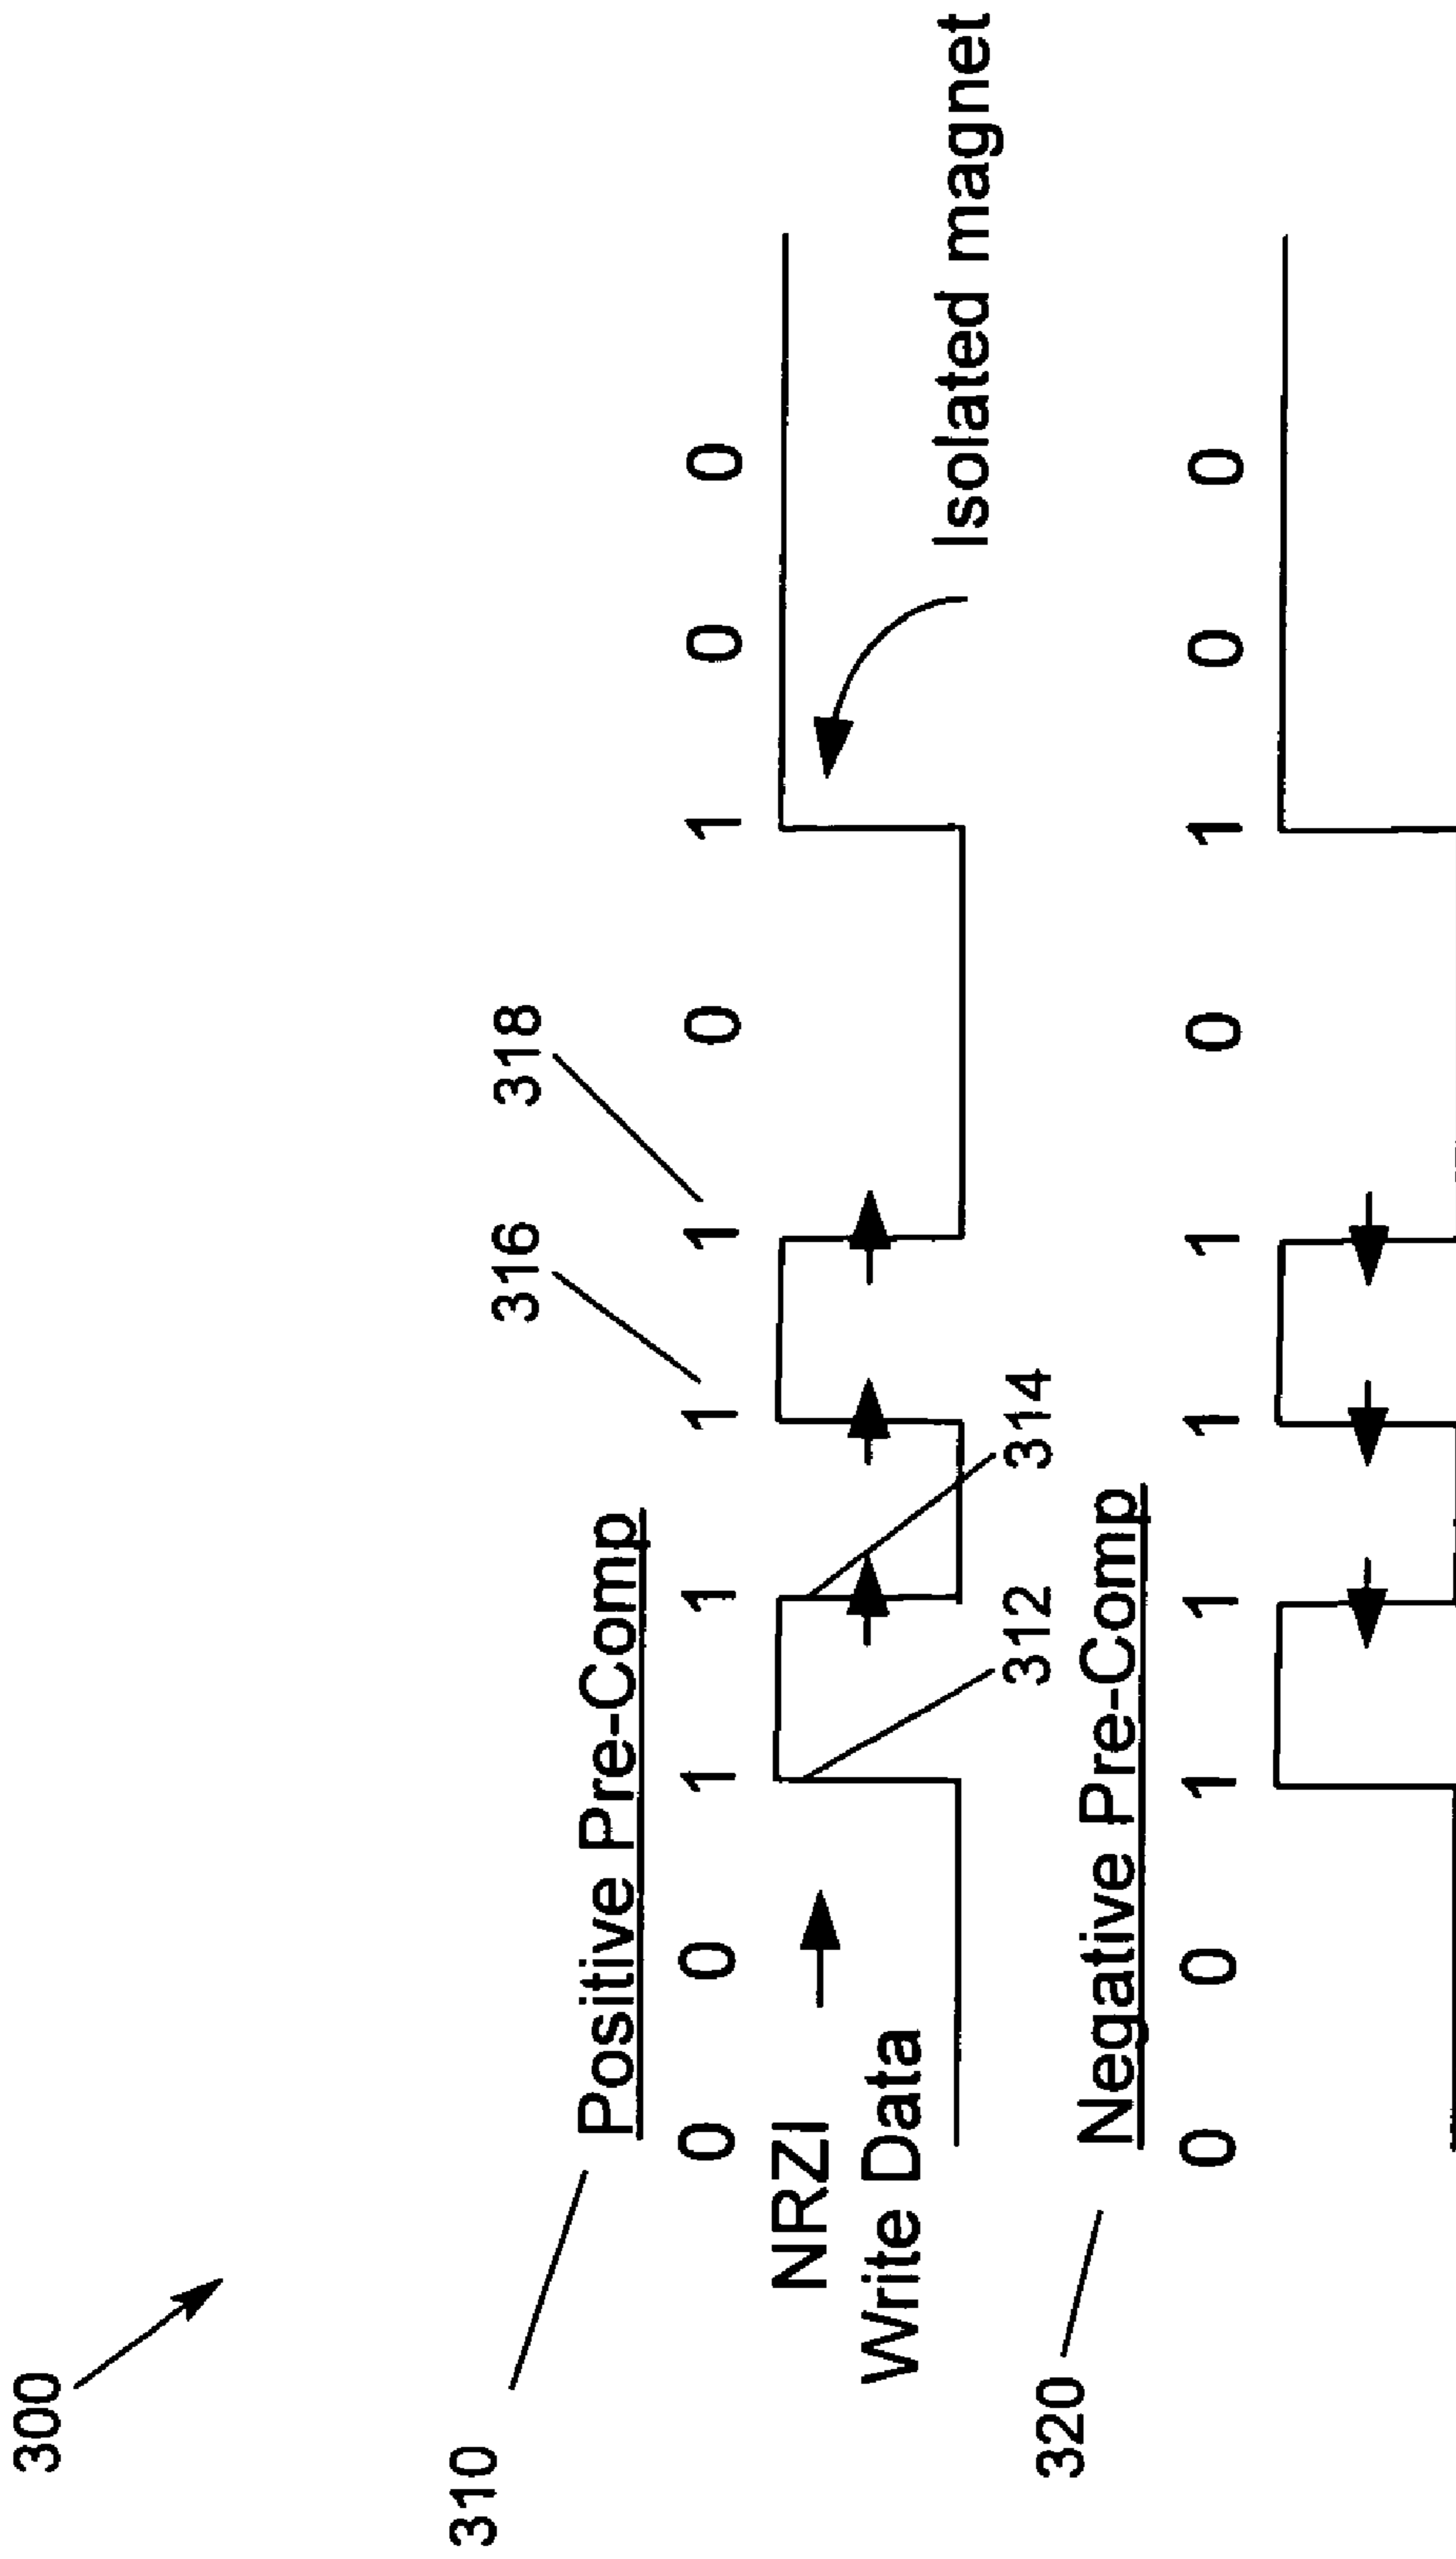 300
310
Positive Pre-Comp
316
318
0 0 1 1 1 1 0 1 0 0
NRZI
Write Data
312
314
Isolated magnet
320
Negative Pre-Comp
0 0 1 1 1 1 0 1 0 0